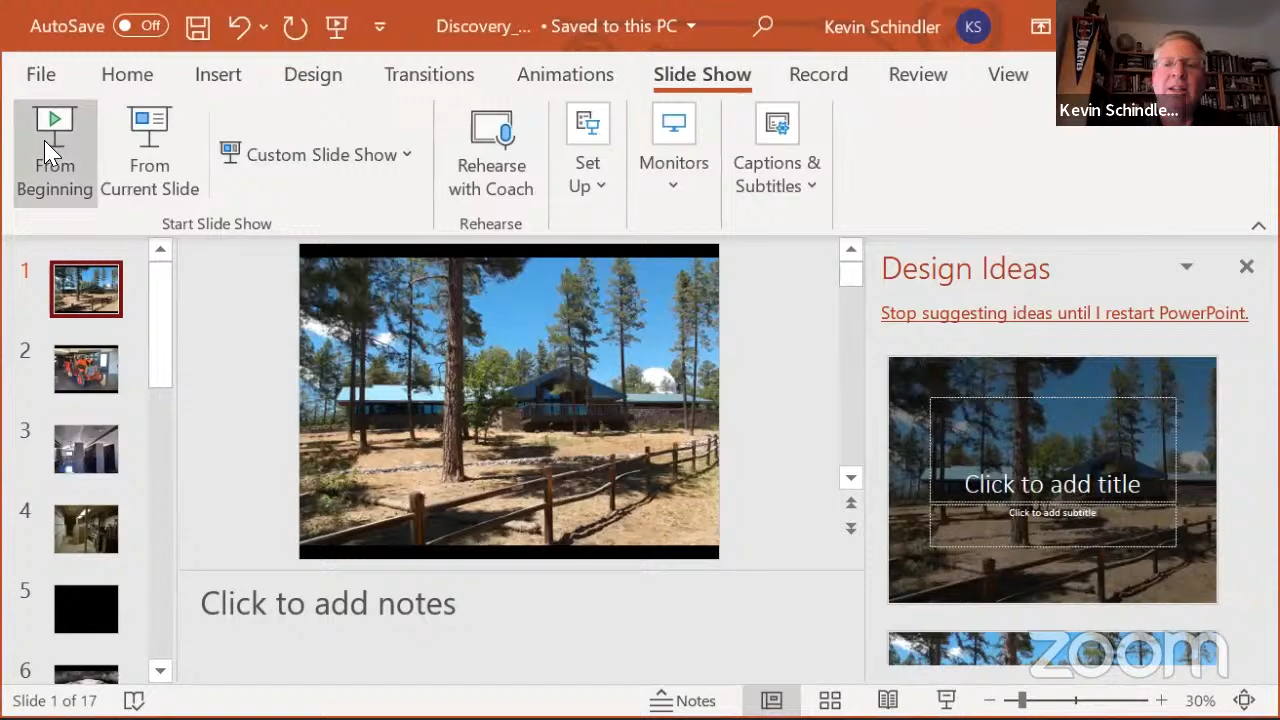 AutoSave Off Discovery_... • Saved to this PC Kevin Schindler KS
File Home Insert Design Transitions Animations Slide Show Record Review View
Kevin Schindle...
From Beginning
From Current Slide
Custom Slide Show
Start Slide Show
Rehearse with Coach
Rehearse
Set Up
Monitors
Captions & Subtitles
1
2
3
4
5
6
Click to add notes
Design Ideas
Stop suggesting ideas until I restart PowerPoint.
Click to add title
Click to add subtitle
zoom
Slide 1 of 17 Notes 30%